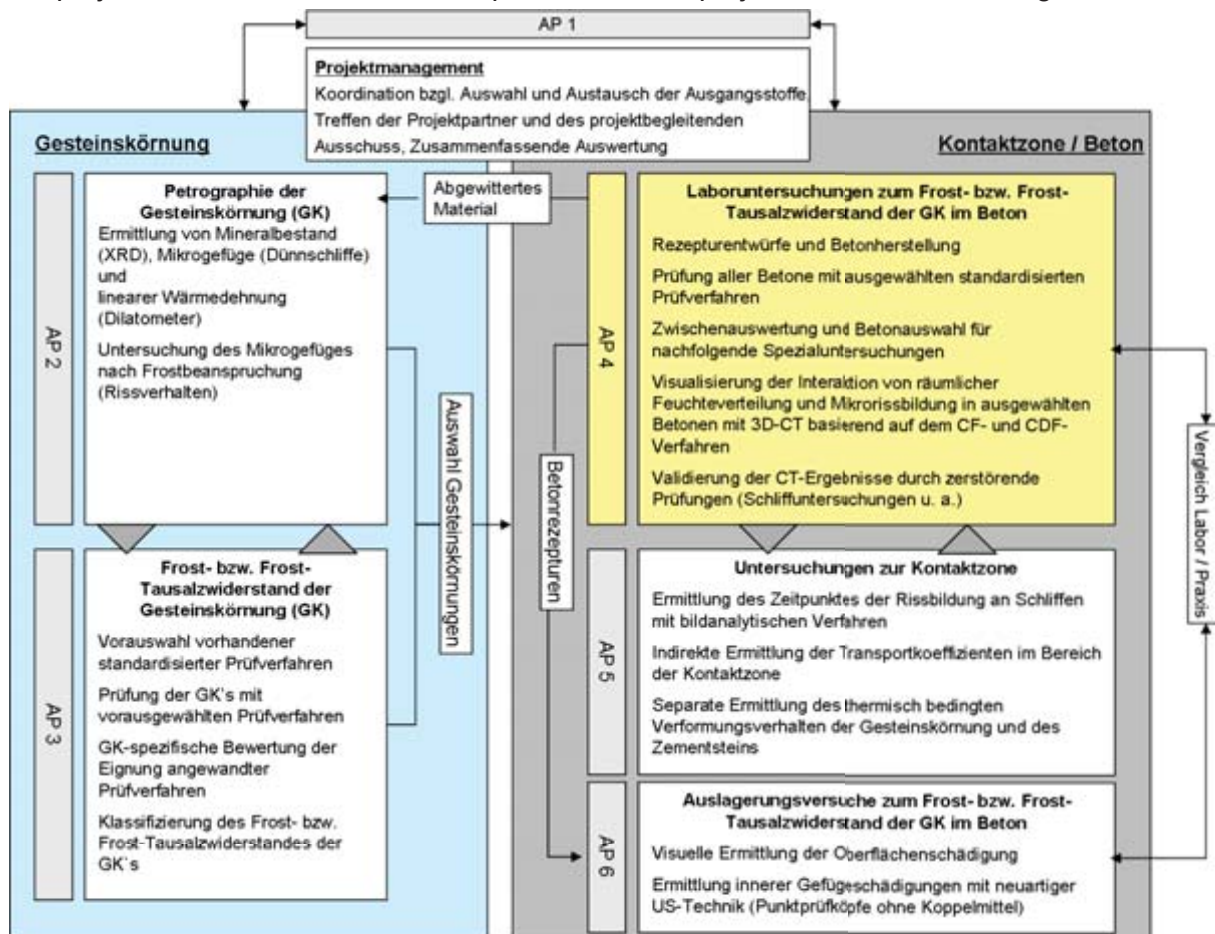 AP 1
Projektmanagement
Koordination bzgl. Auswahl und Austausch der Ausgangsstoffe.
Treffen der Projektpartner und des projektbegleitenden
Ausschuss, Zusammenfassende Auswertung
Gesteinskörnung
AP 2
Petrographie der
Gesteinskörnung (GK)
Ermittlung von Mineralbestand
(XRD), Mikrogefüge (Dünnschliffe)
und
linearer Wärmedehnung
(Dilatometer)
Untersuchung des Mikrogefüges
nach Frostbeanspruchung
(Rissverhalten)
AP 3
Frost- bzw. Frost-
Tausalzwiderstand der
Gesteinskörnung (GK)
Vorauswahl vorhandener
standardisierter Prüfverfahren
Prüfung der GK's mit
vorausgewählten Prüfverfahren
GK-spezifische Bewertung der
Eignung angewandter
Prüfverfahren
Klassifizierung des Frost- bzw.
Frost-Tausalzwiderstandes der
GK`s
Abgewittertes
Material
Auswahl Gesteinskörnungen
Betonrezepturen
Kontaktzone / Beton
AP 4
Laboruntersuchungen zum Frost- bzw. Frost-
Tausalzwiderstand der GK im Beton
Rezepturentwürfe und Betonherstellung
Prüfung aller Betone mit ausgewählten standardisierten
Prüfverfahren
Zwischenauswertung und Betonauswahl für
nachfolgende Spezialuntersuchungen
Visualisierung der Interaktion von räumlicher
Feuchteverteilung und Mikrorissbildung in ausgewählten
Betonen mit 3D-CT basierend auf dem CF- und CDF-
Verfahren
Validierung der CT-Ergebnisse durch zerstörende
Prüfungen (Schliffuntersuchungen u. a.)
AP 5
Untersuchungen zur Kontaktzone
Ermittlung des Zeitpunktes der Rissbildung an Schliffen
mit bildanalytischen Verfahren
Indirekte Ermittlung der Transportkoeffizienten im Bereich
der Kontaktzone
Separate Ermittlung des thermisch bedingten
Verformungsverhalten der Gesteinskörnung und des
Zementsteins
AP 6
Auslagerungsversuche zum Frost- bzw. Frost-
Tausalzwiderstand der GK im Beton
Visuelle Ermittlung der Oberflächenschädigung
Ermittlung innerer Gefügeschädigungen mit neuartiger
US-Technik (Punktprüfköpfe ohne Koppelmittel)
Vergleich Labor / Praxis